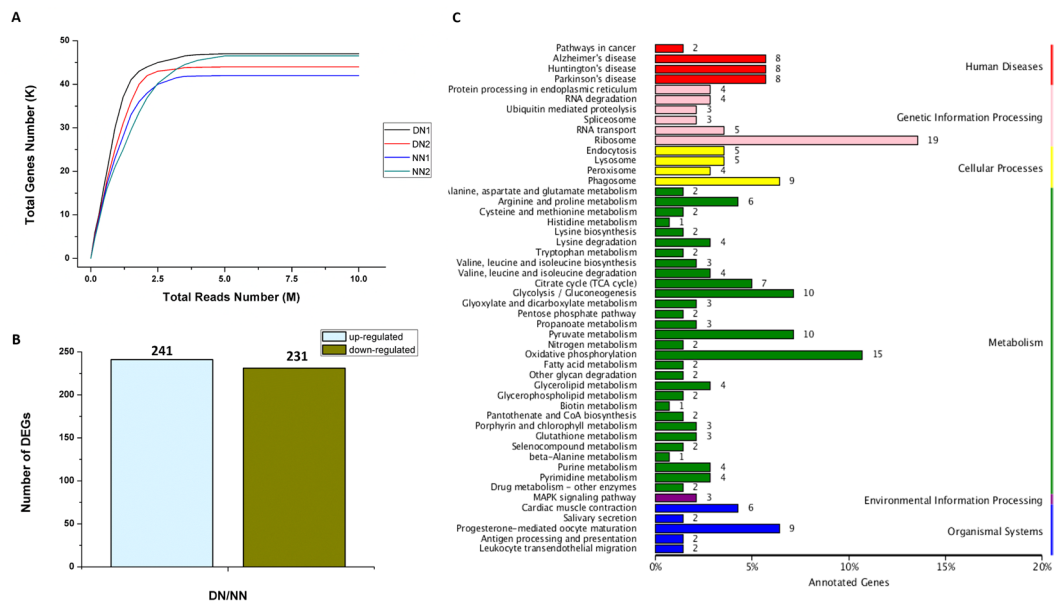 A
Total Genes Number (K)
50
40
30
20
10
0
0.0 2.5 5.0 7.5 10.0
Total Reads Number (M)
DN1
DN2
NN1
NN2
B
Number of DEGs
250
200
150
100
50
0
241
231
up-regulated
down-regulated
DN/NN
C
Pathways in cancer 2
Alzheimer's disease 8
Huntington's disease 8
Parkinson's disease 8
Protein processing in endoplasmic reticulum 4
RNA degradation 4
Ubiquitin mediated proteolysis 3
Spliceosome 3
RNA transport 5
Ribosome 19
Endocytosis 5
Lysosome 5
Peroxisome 4
Phagosome 9
lanine, aspartate and glutamate metabolism 2
Arginine and proline metabolism 6
Cysteine and methionine metabolism 2
Histidine metabolism 1
Lysine biosynthesis 2
Lysine degradation 4
Tryptophan metabolism 2
Valine, leucine and isoleucine biosynthesis 3
Valine, leucine and isoleucine degradation 4
Citrate cycle (TCA cycle) 7
Glycolysis / Gluconeogenesis 10
Glyoxylate and dicarboxylate metabolism 3
Pentose phosphate pathway 2
Propanoate metabolism 3
Pyruvate metabolism 10
Nitrogen metabolism 2
Oxidative phosphorylation 15
Fatty acid metabolism 2
Other glycan degradation 2
Glycerolipid metabolism 4
Glycerophospholipid metabolism 2
Biotin metabolism 1
Pantothenate and CoA biosynthesis 2
Porphyrin and chlorophyll metabolism 3
Glutathione metabolism 3
Selenocompound metabolism 2
beta-Alanine metabolism 1
Purine metabolism 4
Pyrimidine metabolism 4
Drug metabolism - other enzymes 2
MAPK signaling pathway 3
Cardiac muscle contraction 6
Salivary secretion 2
Progesterone-mediated oocyte maturation 9
Antigen processing and presentation 2
Leukocyte transendothelial migration 2
Human Diseases
Genetic Information Processing
Cellular Processes
Metabolism
Environmental Information Processing
Organismal Systems
0% 5% 10% 15% 20%
Annotated Genes